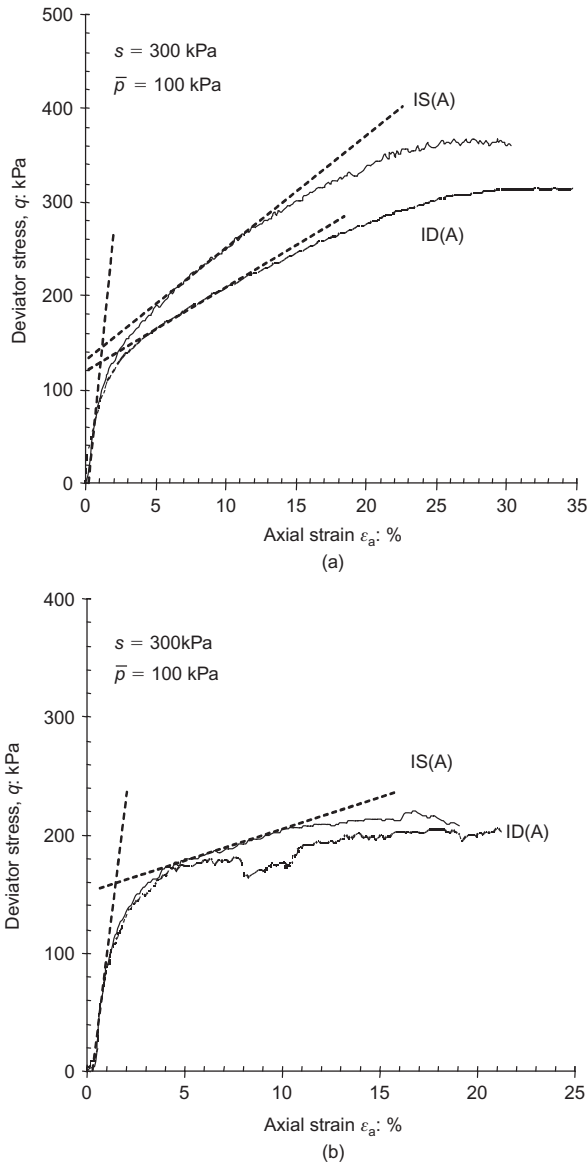 500
s = 300 kPa
p̅ = 100 kPa
400
IS(A)
300
ID(A)
200
100
0
Deviator stress, q: kPa
0 5 10 15 20 25 30 35
Axial strain εa: %
(a)
400
s = 300kPa
p̅ = 100 kPa
300
IS(A)
200
ID(A)
100
0
Deviator stress, q: kPa
0 5 10 15 20 25
Axial strain εa: %
(b)